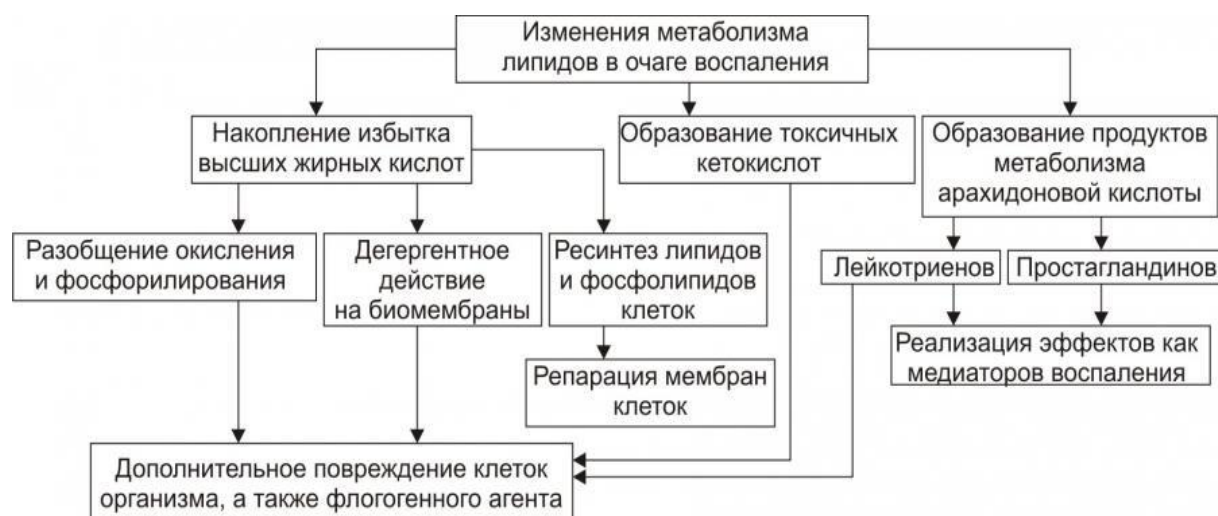 Изменения метаболизма
липидов в очаге воспаления
Накопление избытка
высших жирных кислот
Образование токсичных
кетокислот
Образование продуктов
метаболизма
арахидоновой кислоты
Разобщение окисления
и фосфорилирования
Дегергентное
действие
на биомембраны
Ресинтез липидов
и фосфолипидов
клеток
Лейкотриенов
Простагландинов
Репарация мембран
клеток
Реализация эффектов как
медиаторов воспаления
Дополнительное повреждение клеток
организма, а также флогогенного агента